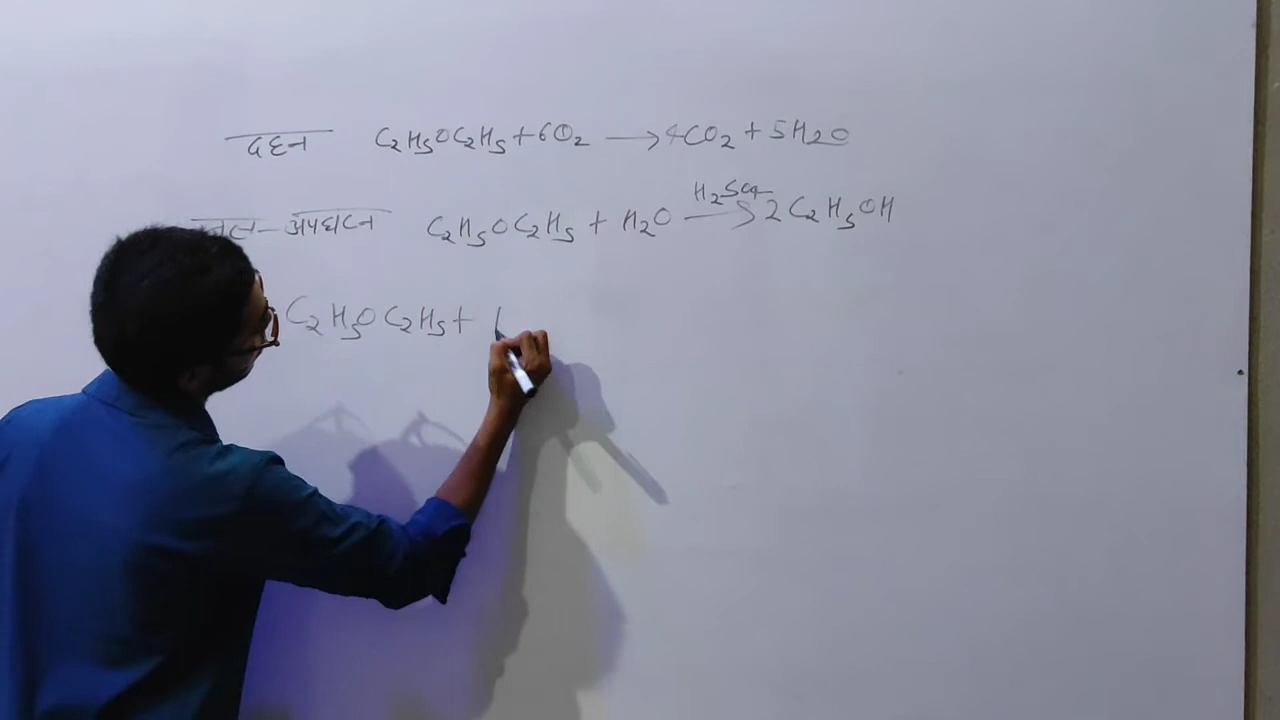 दहन C₂H₅OC₂H₅ + 6O₂ ⟶ 4CO₂ + 5H₂O
जल-अपघटन C₂H₅OC₂H₅ + H₂O ⟶ H₂SO₄ 2C₂H₅OH
C₂H₅OC₂H₅ +